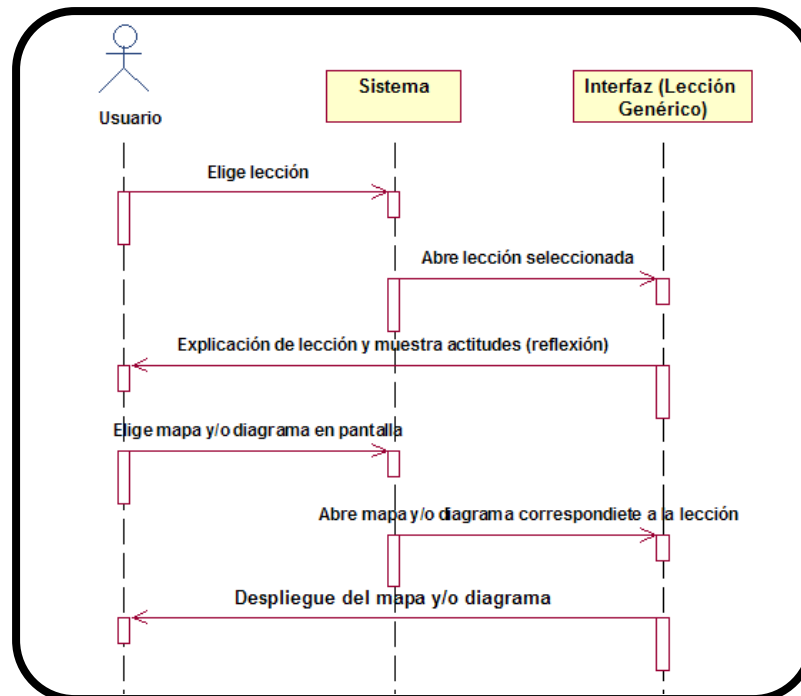 Usuario
Sistema
Interfaz (Lección
Genérico)
Elige lección
Abre lección seleccionada
Explicación de lección y muestra actitudes (reflexión)
Elige mapa y/o diagrama en pantalla
Abre mapa y/o diagrama correspondiete a la lección
Despliegue del mapa y/o diagrama